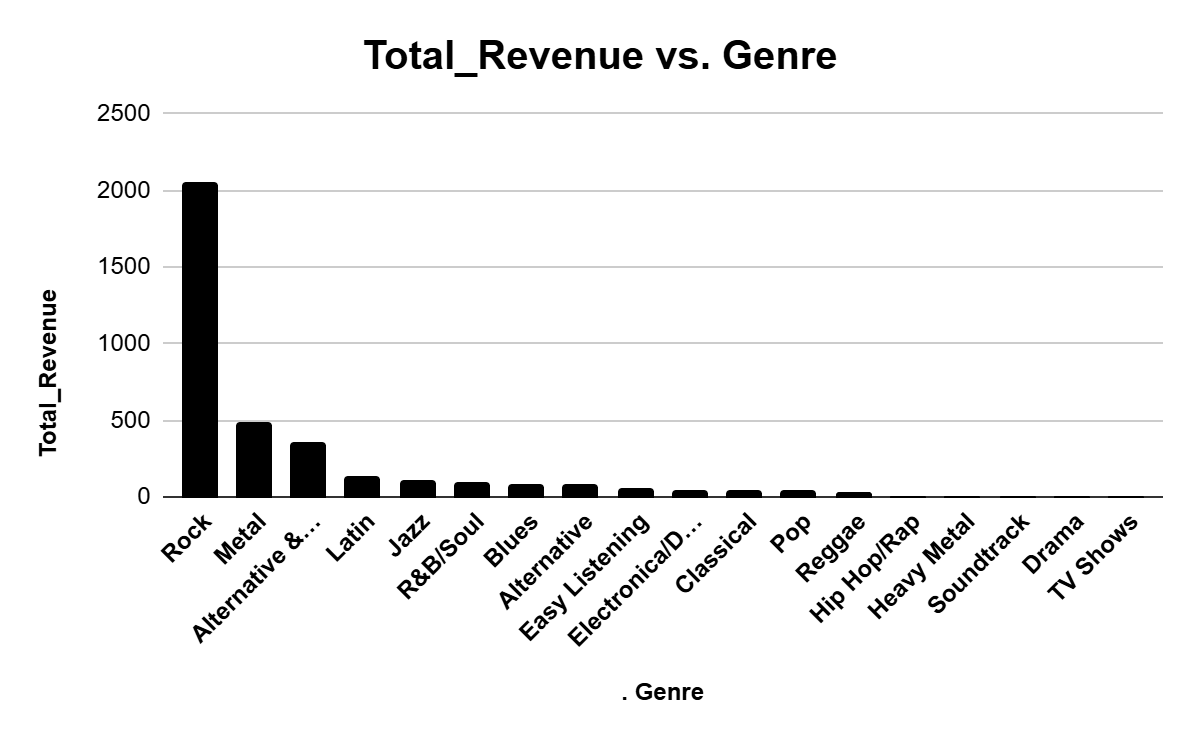 Total_Revenue vs. Genre
2500
2000
1500
1000
500
0
Total_Revenue
Rock
Metal
Alternative &...
Latin
Jazz
R&B/Soul
Blues
Alternative
Easy Listening
Electronica/D...
Classical
Pop
Reggae
Hip Hop/Rap
Heavy Metal
Soundtrack
Drama
TV Shows
. Genre